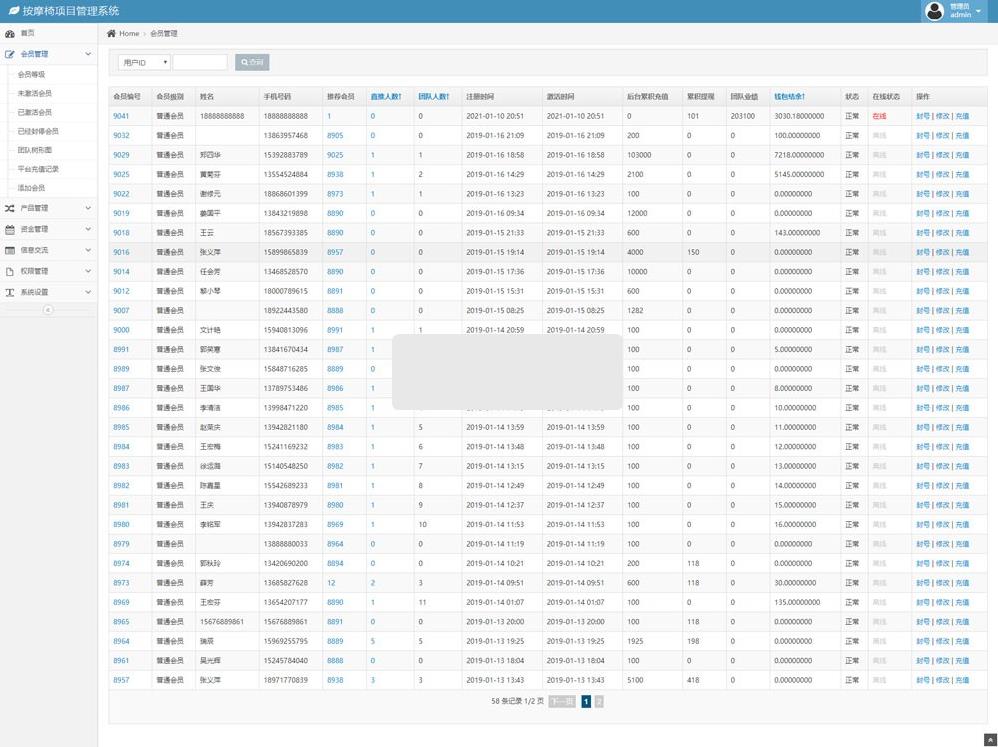 按摩椅项目管理系统
管理员
admin
首页
会员管理
会员等级
未激活会员
已激活会员
已经封停会员
团队树形图
平台充值记录
添加会员
产品管理
资金管理
信息交流
权限管理
系统设置
Home › 会员管理
用户ID 查询
会员编号 会员级别 姓名 手机号码 推荐会员 直推人数↑ 团队人数↑ 注册时间 激活时间 后台累积充值 累积提现 团队业绩 钱包结余↑ 状态 在线状态 操作
9041 普通会员 18888888888 18888888888 1 0 0 2021-01-10 20:51 2021-01-10 20:51 0 101 203100 3030.18000000 正常 在线 封号 | 修改 | 充值
9032 普通会员 13863957468 8905 0 0 2019-01-16 21:09 2019-01-16 21:09 200 0 0 100.00000000 正常 离线 封号 | 修改 | 充值
9029 普通会员 郑四华 15392883789 9025 1 1 2019-01-16 18:58 2019-01-16 18:58 103000 0 0 7218.00000000 正常 离线 封号 | 修改 | 充值
9025 普通会员 黄菊芬 13554524884 8938 1 2 2019-01-16 14:29 2019-01-16 14:29 2100 0 0 5145.00000000 正常 离线 封号 | 修改 | 充值
9022 普通会员 谢修元 18868601399 8973 1 1 2019-01-16 13:23 2019-01-16 13:23 100 0 0 0.00000000 正常 离线 封号 | 修改 | 充值
9019 普通会员 姜国平 13843219898 8890 0 0 2019-01-16 09:34 2019-01-16 09:34 12000 0 0 0.00000000 正常 离线 封号 | 修改 | 充值
9018 普通会员 王云 18567393385 8890 0 0 2019-01-15 21:33 2019-01-15 21:33 600 0 0 143.00000000 正常 离线 封号 | 修改 | 充值
9016 普通会员 张义萍 15899865839 8957 0 0 2019-01-15 19:14 2019-01-15 19:14 4000 150 0 0.00000000 正常 离线 封号 | 修改 | 充值
9014 普通会员 任会芳 13468528570 8890 0 0 2019-01-15 17:36 2019-01-15 17:36 10000 0 0 0.00000000 正常 离线 封号 | 修改 | 充值
9012 普通会员 黎小琴 18000789615 8891 0 0 2019-01-15 15:31 2019-01-15 15:31 600 0 0 0.00000000 正常 离线 封号 | 修改 | 充值
9007 普通会员 18922443580 8888 0 0 2019-01-15 08:25 2019-01-15 08:25 1282 0 0 0.00000000 正常 离线 封号 | 修改 | 充值
9000 普通会员 文计艳 15940813096 8991 1 1 2019-01-14 20:59 2019-01-14 20:59 100 0 0 0.00000000 正常 离线 封号 | 修改 | 充值
8991 普通会员 郭笑寒 13841670434 8987 1 100 0 0 5.00000000 正常 离线 封号 | 修改 | 充值
8989 普通会员 张文俊 15848716285 8889 0 100 0 0 0.00000000 正常 离线 封号 | 修改 | 充值
8987 普通会员 王国华 13789753486 8986 1 100 0 0 8.00000000 正常 离线 封号 | 修改 | 充值
8986 普通会员 李清洁 13998471220 8985 1 100 0 0 10.00000000 正常 离线 封号 | 修改 | 充值
8985 普通会员 赵荣庆 13942821180 8984 1 5 2019-01-14 13:59 2019-01-14 13:59 100 0 0 11.00000000 正常 离线 封号 | 修改 | 充值
8984 普通会员 王宏梅 15241169232 8983 1 6 2019-01-14 13:48 2019-01-14 13:48 100 0 0 12.00000000 正常 离线 封号 | 修改 | 充值
8983 普通会员 15140548250 8982 1 7 2019-01-14 13:15 2019-01-14 13:15 100 0 0 13.00000000 正常 离线 封号 | 修改 | 充值
8982 普通会员 陈嘉星 15542689233 8981 1 8 2019-01-14 12:49 2019-01-14 12:49 100 0 0 14.00000000 正常 离线 封号 | 修改 | 充值
8981 普通会员 王庆 13940878979 8980 1 9 2019-01-14 12:37 2019-01-14 12:37 100 0 0 15.00000000 正常 离线 封号 | 修改 | 充值
8980 普通会员 李铭军 13942837283 8969 1 10 2019-01-14 11:53 2019-01-14 11:53 100 0 0 16.00000000 正常 离线 封号 | 修改 | 充值
8979 普通会员 13888880033 8964 0 0 2019-01-14 11:19 2019-01-14 11:19 100 0 0 0.00000000 正常 离线 封号 | 修改 | 充值
8974 普通会员 郭秋玲 13420690200 8894 0 0 2019-01-14 10:21 2019-01-14 10:21 200 118 0 0.00000000 正常 离线 封号 | 修改 | 充值
8973 普通会员 薛芳 13685827628 12 2 3 2019-01-14 09:51 2019-01-14 09:51 600 118 0 30.00000000 正常 离线 封号 | 修改 | 充值
8969 普通会员 王宏芬 13654207177 8890 1 11 2019-01-14 01:07 2019-01-14 01:07 100 0 0 135.00000000 正常 离线 封号 | 修改 | 充值
8965 普通会员 15676889861 15676889861 8891 0 0 2019-01-13 20:00 2019-01-13 20:00 100 118 0 0.00000000 正常 离线 封号 | 修改 | 充值
8964 普通会员 瑞辰 15969255795 8889 5 5 2019-01-13 19:25 2019-01-13 19:25 1925 198 0 0.00000000 正常 离线 封号 | 修改 | 充值
8961 普通会员 吴光辉 15245784040 8888 0 0 2019-01-13 18:04 2019-01-13 18:04 100 0 0 0.00000000 正常 离线 封号 | 修改 | 充值
8957 普通会员 张义萍 18971770839 8938 3 3 2019-01-13 13:43 2019-01-13 13:43 5100 418 0 0.00000000 正常 离线 封号 | 修改 | 充值
58 条记录 1/2 页 下一页 1 2